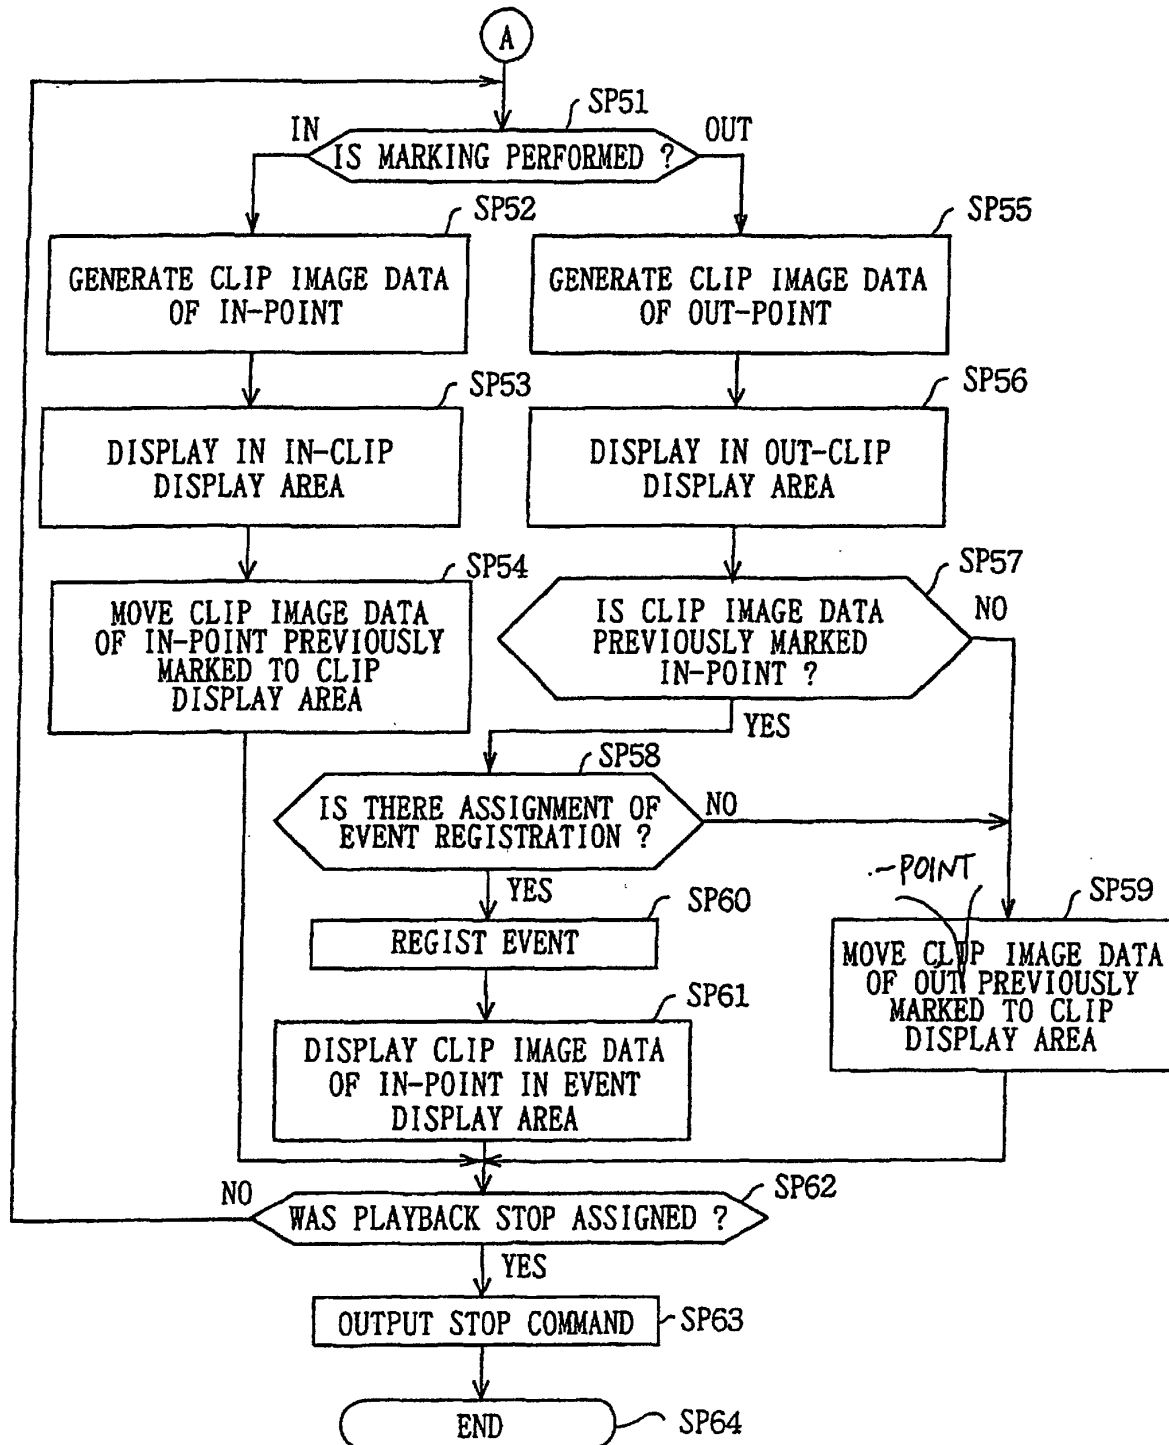 A
SP51
IN
OUT
IS MARKING PERFORMED ?
SP52
SP55
GENERATE CLIP IMAGE DATA
OF IN-POINT
GENERATE CLIP IMAGE DATA
OF OUT-POINT
SP53
SP56
DISPLAY IN IN-CLIP
DISPLAY AREA
DISPLAY IN OUT-CLIP
DISPLAY AREA
SP54
SP57
MOVE CLIP IMAGE DATA
OF IN-POINT PREVIOUSLY
MARKED TO CLIP
DISPLAY AREA
IS CLIP IMAGE DATA
PREVIOUSLY MARKED
IN-POINT ?
NO
YES
SP58
IS THERE ASSIGNMENT OF
EVENT REGISTRATION ?
NO
YES
-POINT
SP59
SP60
REGIST EVENT
MOVE CLIP IMAGE DATA
OF OUT PREVIOUSLY
MARKED TO CLIP
DISPLAY AREA
SP61
DISPLAY CLIP IMAGE DATA
OF IN-POINT IN EVENT
DISPLAY AREA
SP62
NO
WAS PLAYBACK STOP ASSIGNED ?
YES
OUTPUT STOP COMMAND
SP63
END
SP64